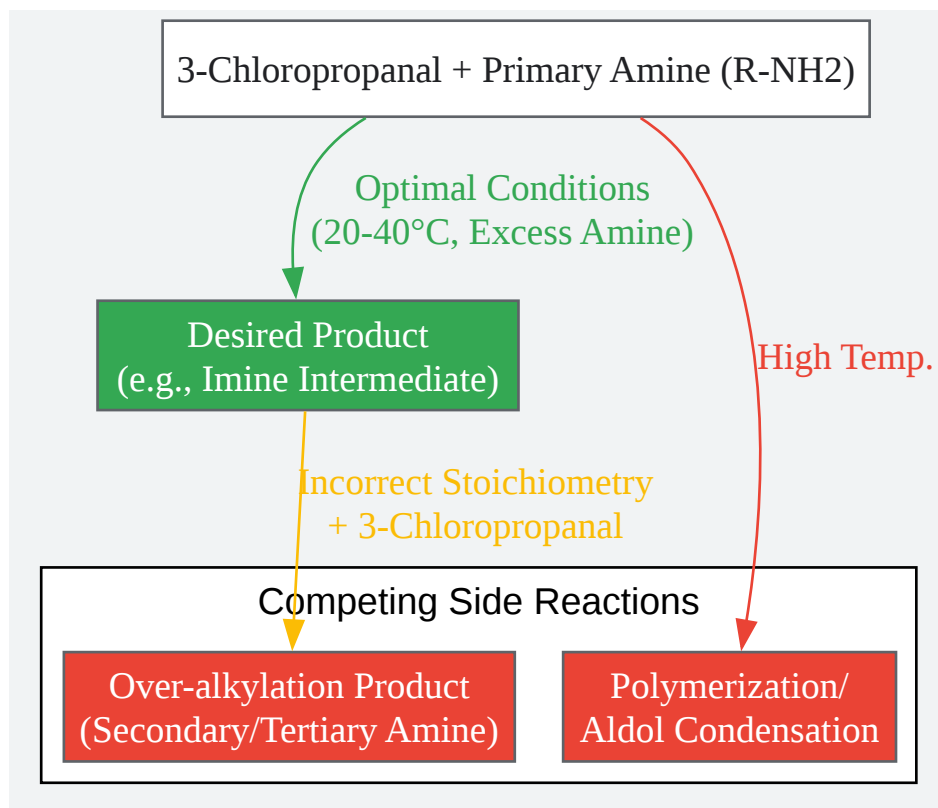 3-Chloropropanal + Primary Amine (R-NH2)
Optimal Conditions
(20-40°C, Excess Amine)
Desired Product
(e.g., Imine Intermediate)
High Temp.
Incorrect Stoichiometry
+ 3-Chloropropanal
Competing Side Reactions
Over-alkylation Product
(Secondary/Tertiary Amine)
Polymerization/
Aldol Condensation